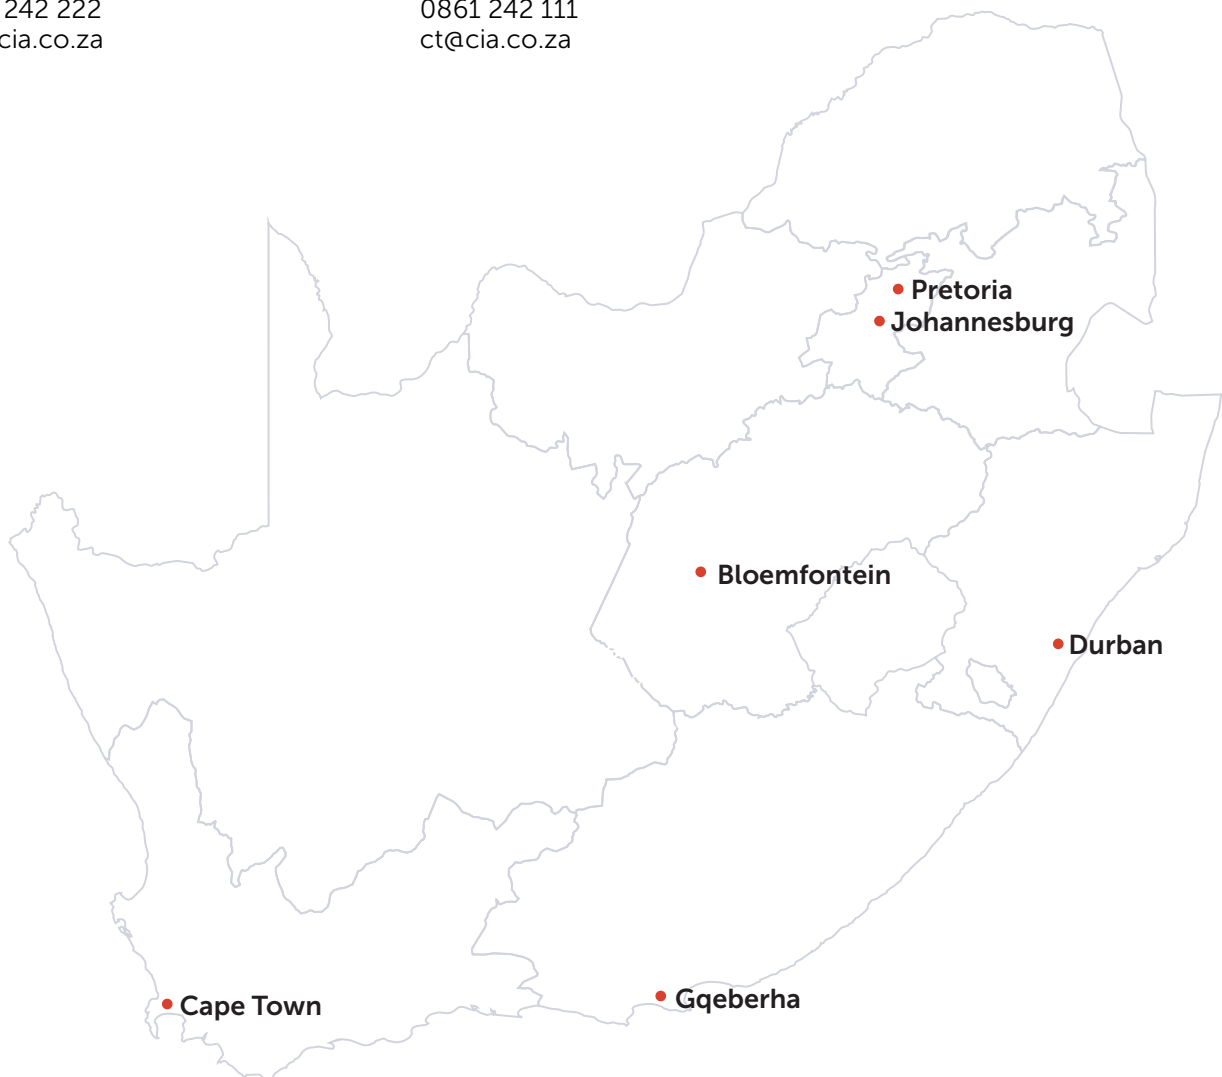 242 222
cia.co.za
0861 242 111
ct@cia.co.za
Pretoria
Johannesburg
Bloemfontein
Durban
Cape Town
Gqeberha